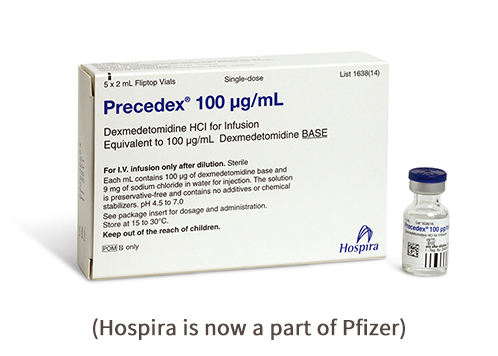 5 x 2 mL Fliptop Vials Single-dose List 1638(14)
Precedex® 100 µg/mL
Dexmedetomidine HCl for Infusion
Equivalent to 100 µg/mL Dexmedetomidine BASE
For I.V. infusion only after dilution. Sterile
Each mL contains 100 µg of dexmedetomidine base and
9 mg of sodium chloride in water for injection. The solution
is preservative-free and contains no additives or chemical
stabilizers. pH 4.5 to 7.0
See package insert for dosage and administration.
Store at 15 to 30°C.
Keep out of the reach of children.
POM ℞ only
Hospira
Precedex® 100 µg/mL
(Hospira is now a part of Pfizer)